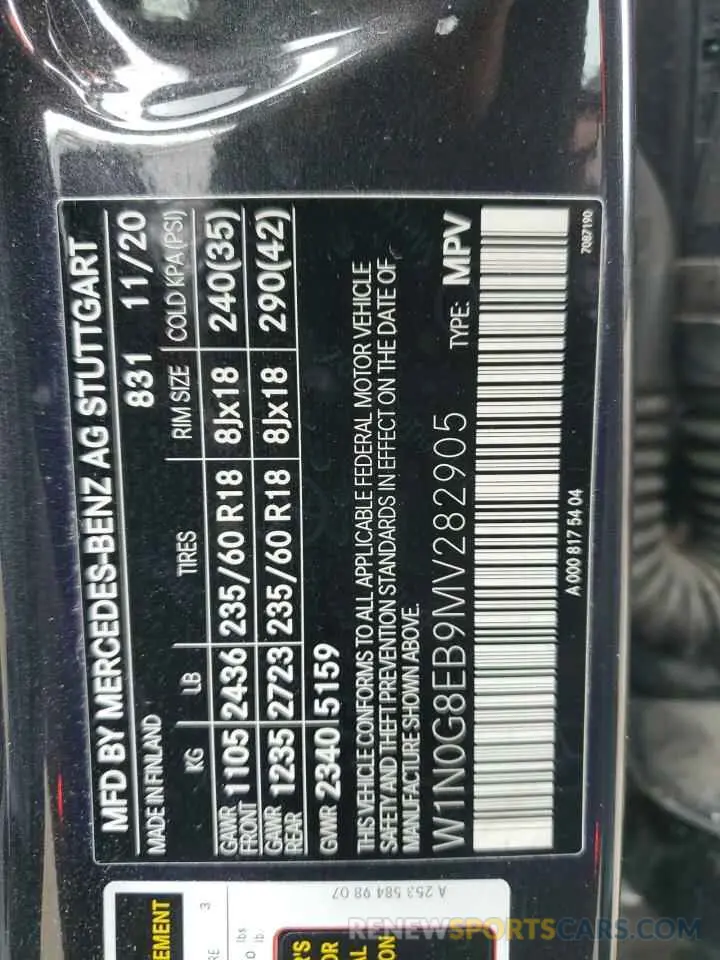 MFD BY MERCEDES-BENZ AG STUTTGART
MADE IN FINLAND 831 11/20
KG LB TIRES RIM SIZE COLD KPA (PSI)
GAWR FRONT 1105 2436 235/60 R18 8Jx18 240(35)
GAWR REAR 1235 2723 235/60 R18 8Jx18 290(42)
GVWR 2340 5159
THIS VEHICLE CONFORMS TO ALL APPLICABLE FEDERAL MOTOR VEHICLE
SAFETY AND THEFT PREVENTION STANDARDS IN EFFECT ON THE DATE OF
MANUFACTURE SHOWN ABOVE.
W1N0G8EB9MV282905 TYPE: MPV
A 000 817 54 04 7087190
A 253 584 98 07
3
lbs
lb
RENEWSPORTSCARS.COM